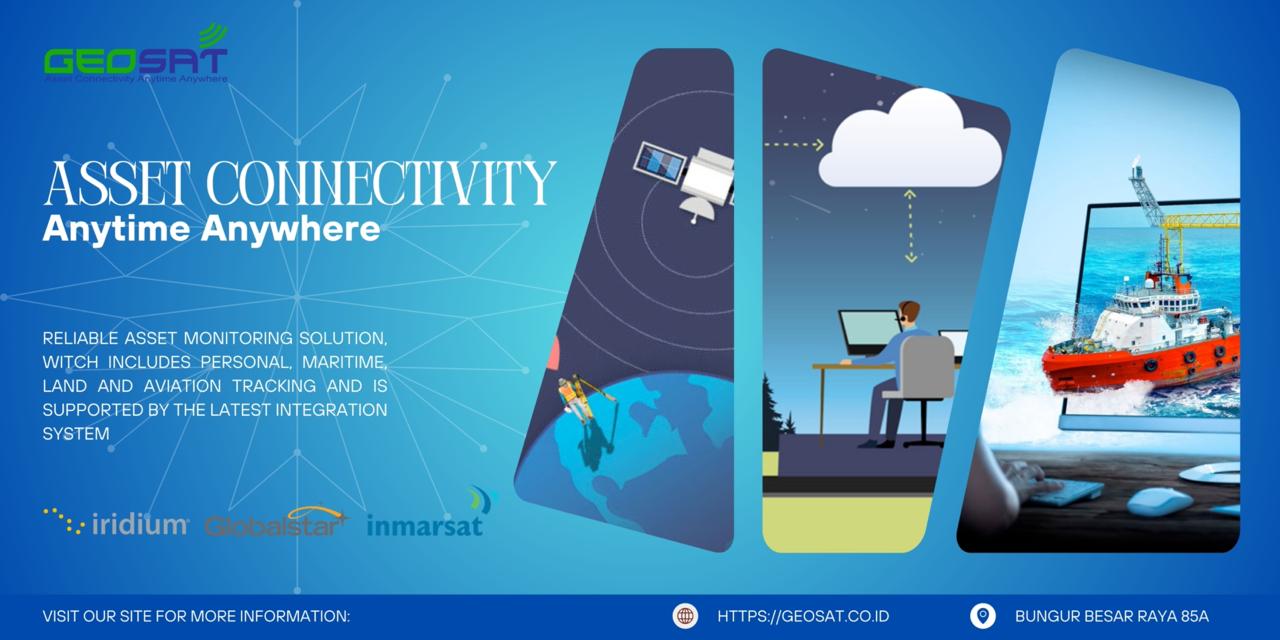 GEOSAT
Asset Connectivity Anytime Anywhere
ASSET CONNECTIVITY
Anytime Anywhere
RELIABLE ASSET MONITORING SOLUTION,
WITCH INCLUDES PERSONAL, MARITIME,
LAND AND AVIATION TRACKING AND IS
SUPPORTED BY THE LATEST INTEGRATION
SYSTEM
iridium Globalstar inmarsat
VISIT OUR SITE FOR MORE INFORMATION: HTTPS://GEOSAT.CO.ID BUNGUR BESAR RAYA 85A